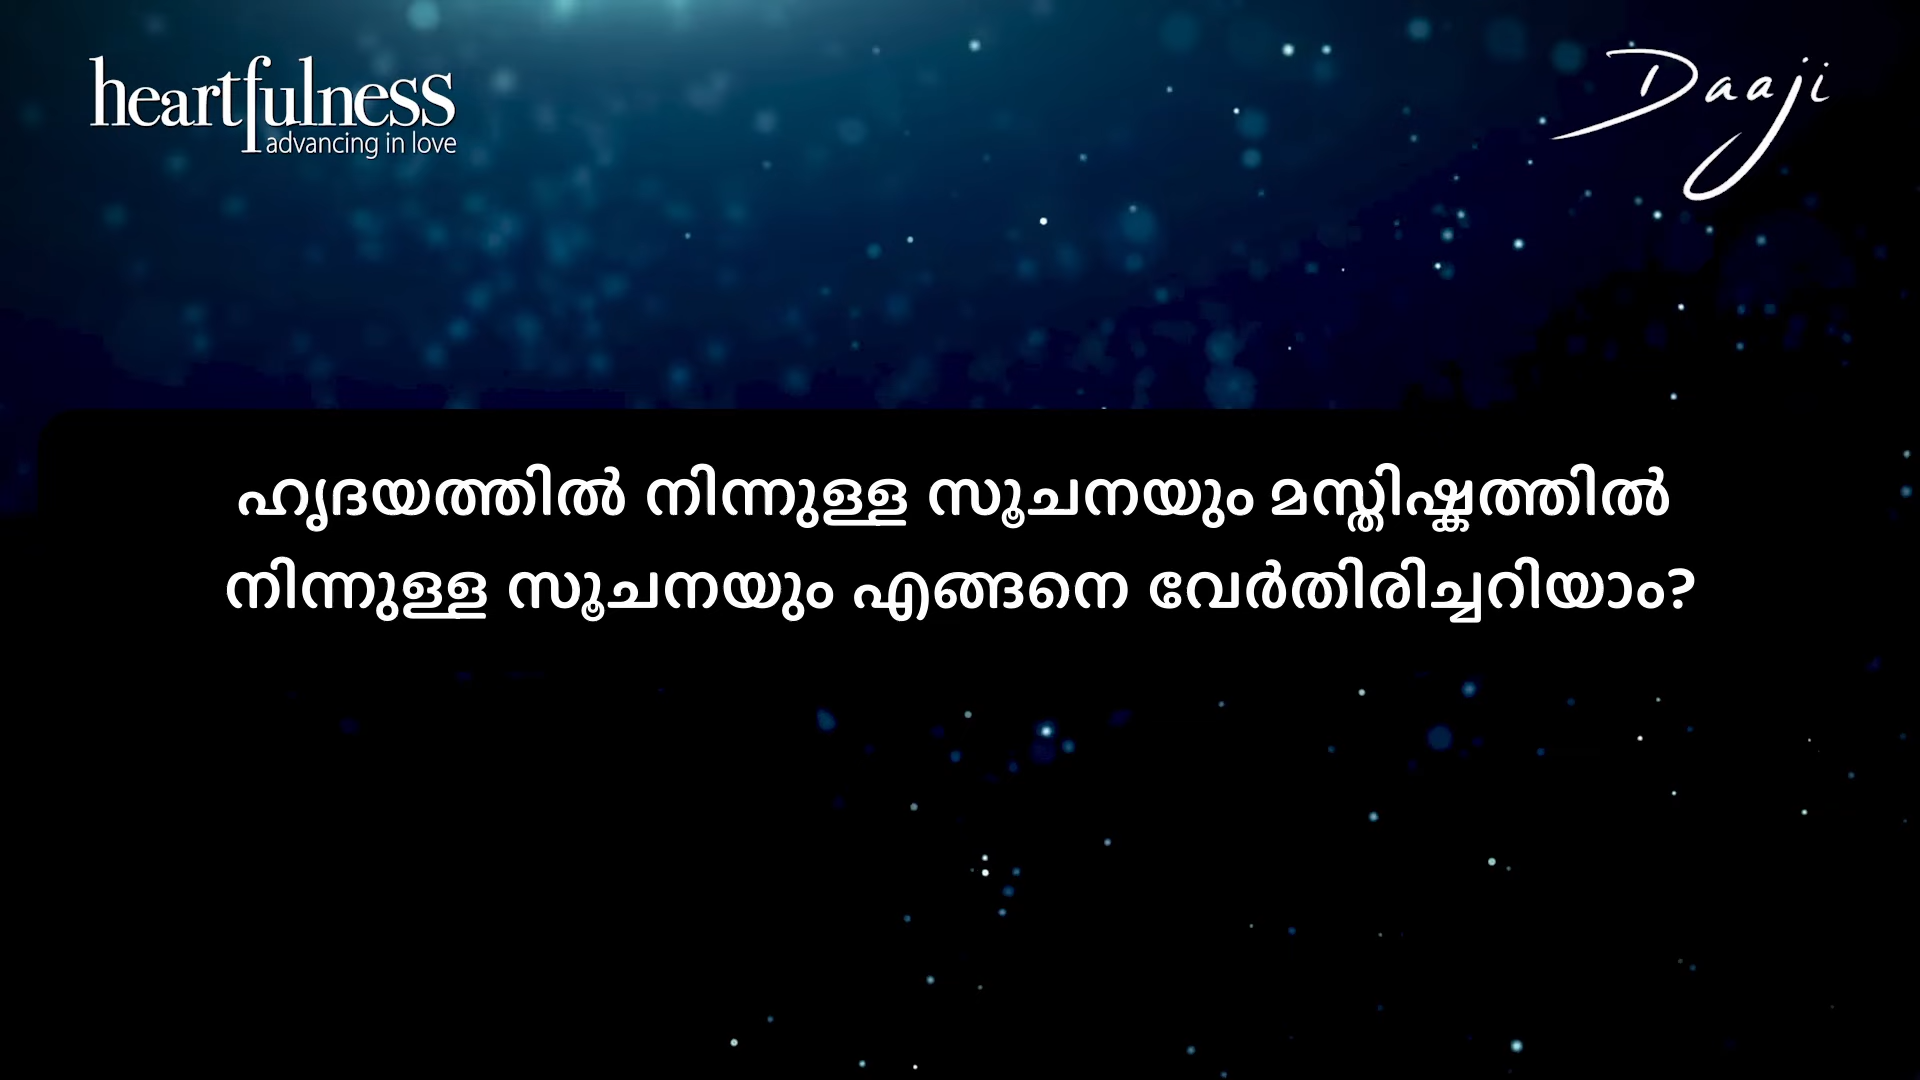 heartfulness
advancing in love
Daaji
ഹൃദയത്തിൽ നിന്നുള്ള സൂചനയും മസ്തിഷ്കത്തിൽ
നിന്നുള്ള സൂചനയും എങ്ങനെ വേർതിരിച്ചറിയാം?